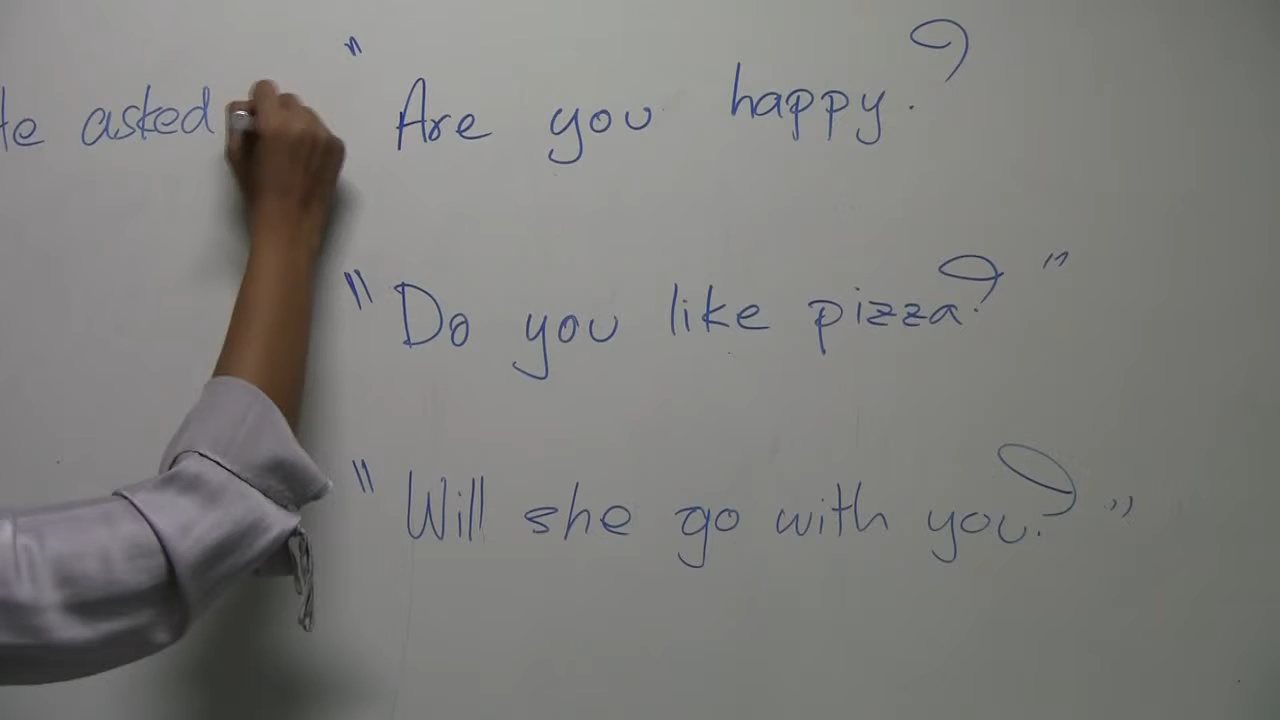 He asked " Are you happy?
"Do you like pizza?"
"Will she go with you?"